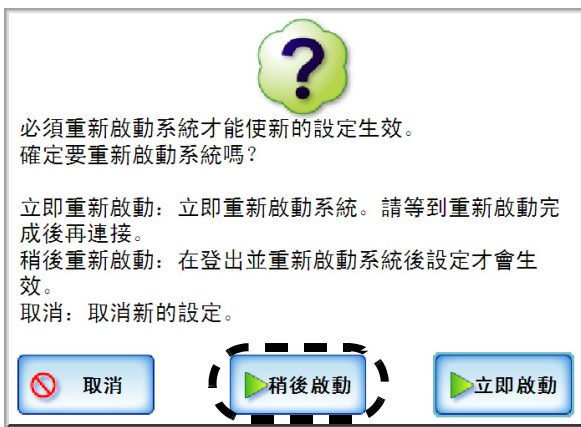 必須重新啟動系統才能使新的設定生效。
確定要重新啟動系統嗎?
立即重新啟動: 立即重新啟動系統。請等到重新啟動完
成後再連接。
稍後重新啟動: 在登出並重新啟動系統後設定才會生
效。
取消: 取消新的設定。
取消 稍後啟動 立即啟動